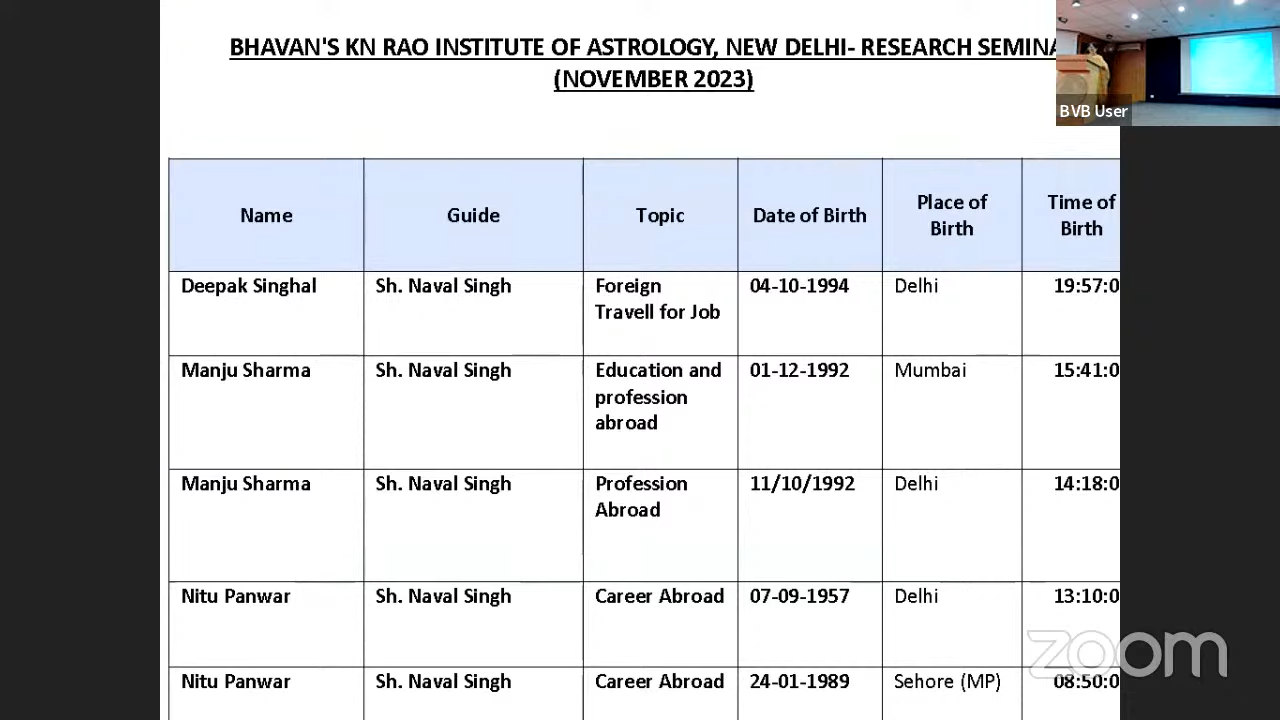 BHAVAN'S KN RAO INSTITUTE OF ASTROLOGY, NEW DELHI- RESEARCH
(NOVEMBER 2023)
BVB User
Name Guide Topic Date of Birth Place of Birth Time of Birth
Deepak Singhal Sh. Naval Singh Foreign Travell for Job 04-10-1994 Delhi 19:57:0
Manju Sharma Sh. Naval Singh Education and profession abroad 01-12-1992 Mumbai 15:41:0
Manju Sharma Sh. Naval Singh Profession Abroad 11/10/1992 Delhi 14:18:0
Nitu Panwar Sh. Naval Singh Career Abroad 07-09-1957 Delhi 13:10:0
Nitu Panwar Sh. Naval Singh Career Abroad 24-01-1989 Sehore (MP) 08:50:0
zoom